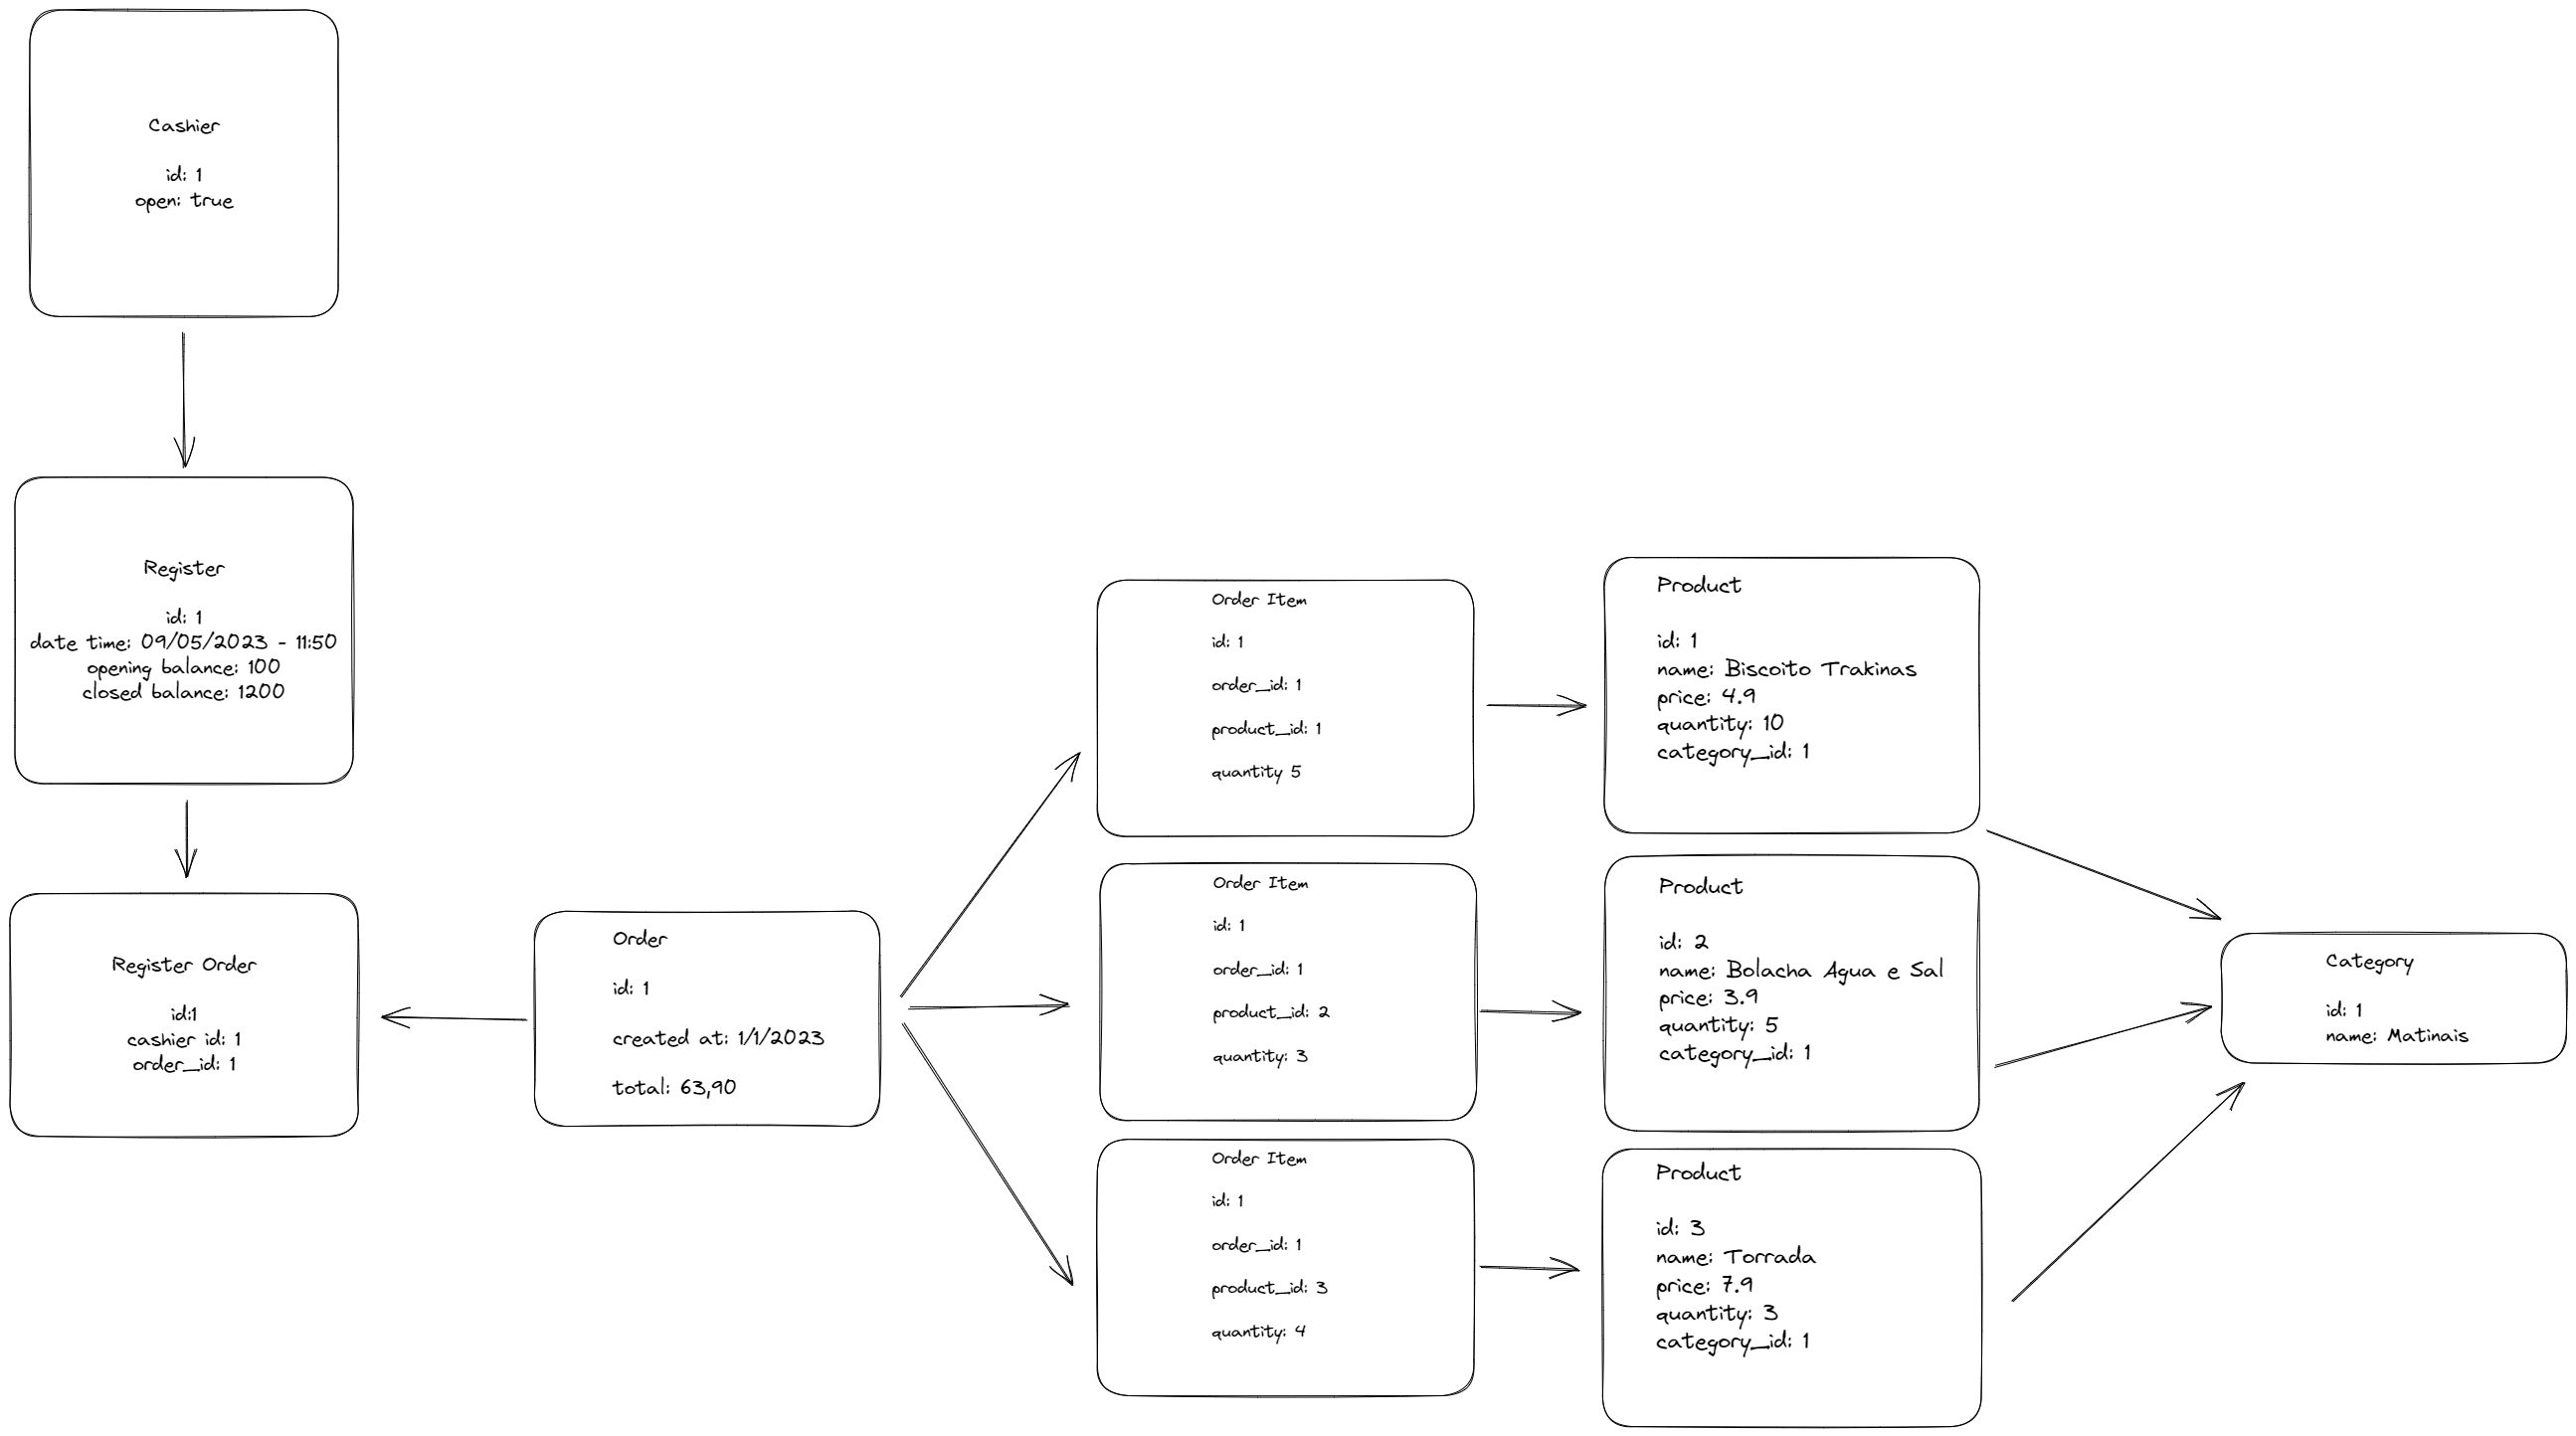 Cashier
id: 1
open: true
Register
id: 1
date time: 09/05/2023 - 11:50
opening balance: 100
closed balance: 1200
Register Order
id:1
cashier id: 1
order_id: 1
Order
id: 1
created at: 1/1/2023
total: 63,90
Order Item
id: 1
order_id: 1
product_id: 1
quantity 5
Order Item
id: 1
order_id: 1
product_id: 2
quantity: 3
Order Item
id: 1
order_id: 1
product_id: 3
quantity: 4
Product
id: 1
name: Biscoito Trakinas
price: 4.9
quantity: 10
category_id: 1
Product
id: 2
name: Bolacha Agua e Sal
price: 3.9
quantity: 5
category_id: 1
Product
id: 3
name: Torrada
price: 7.9
quantity: 3
category_id: 1
Category
id: 1
name: Matinais